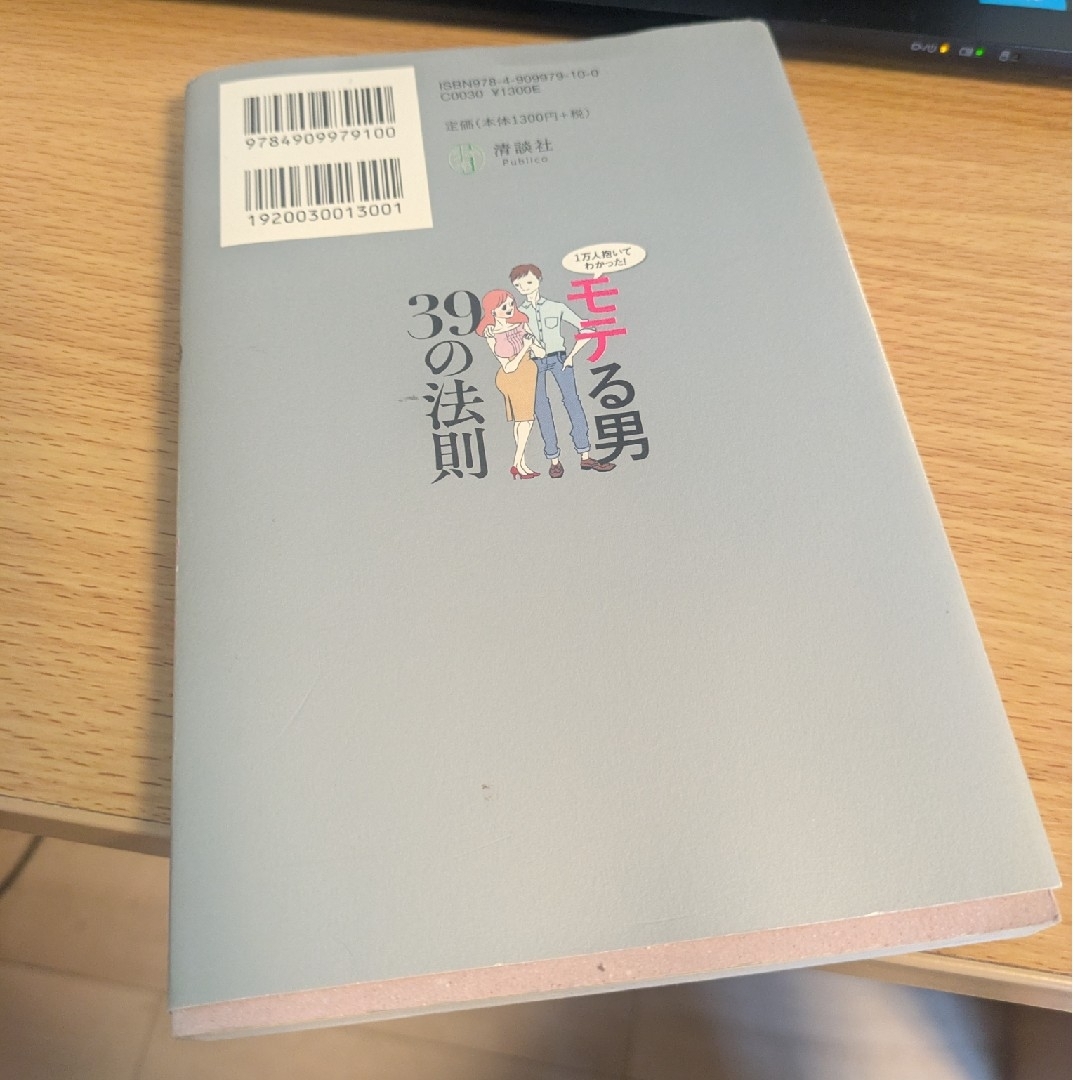 9784909979100
1920030013001
ISBN978-4-909979-10-0
C0030 ¥1300E
定価(本体1300円+税)
清談社
Publico
1万人抱いて
わかった!
モテる男
39の法則